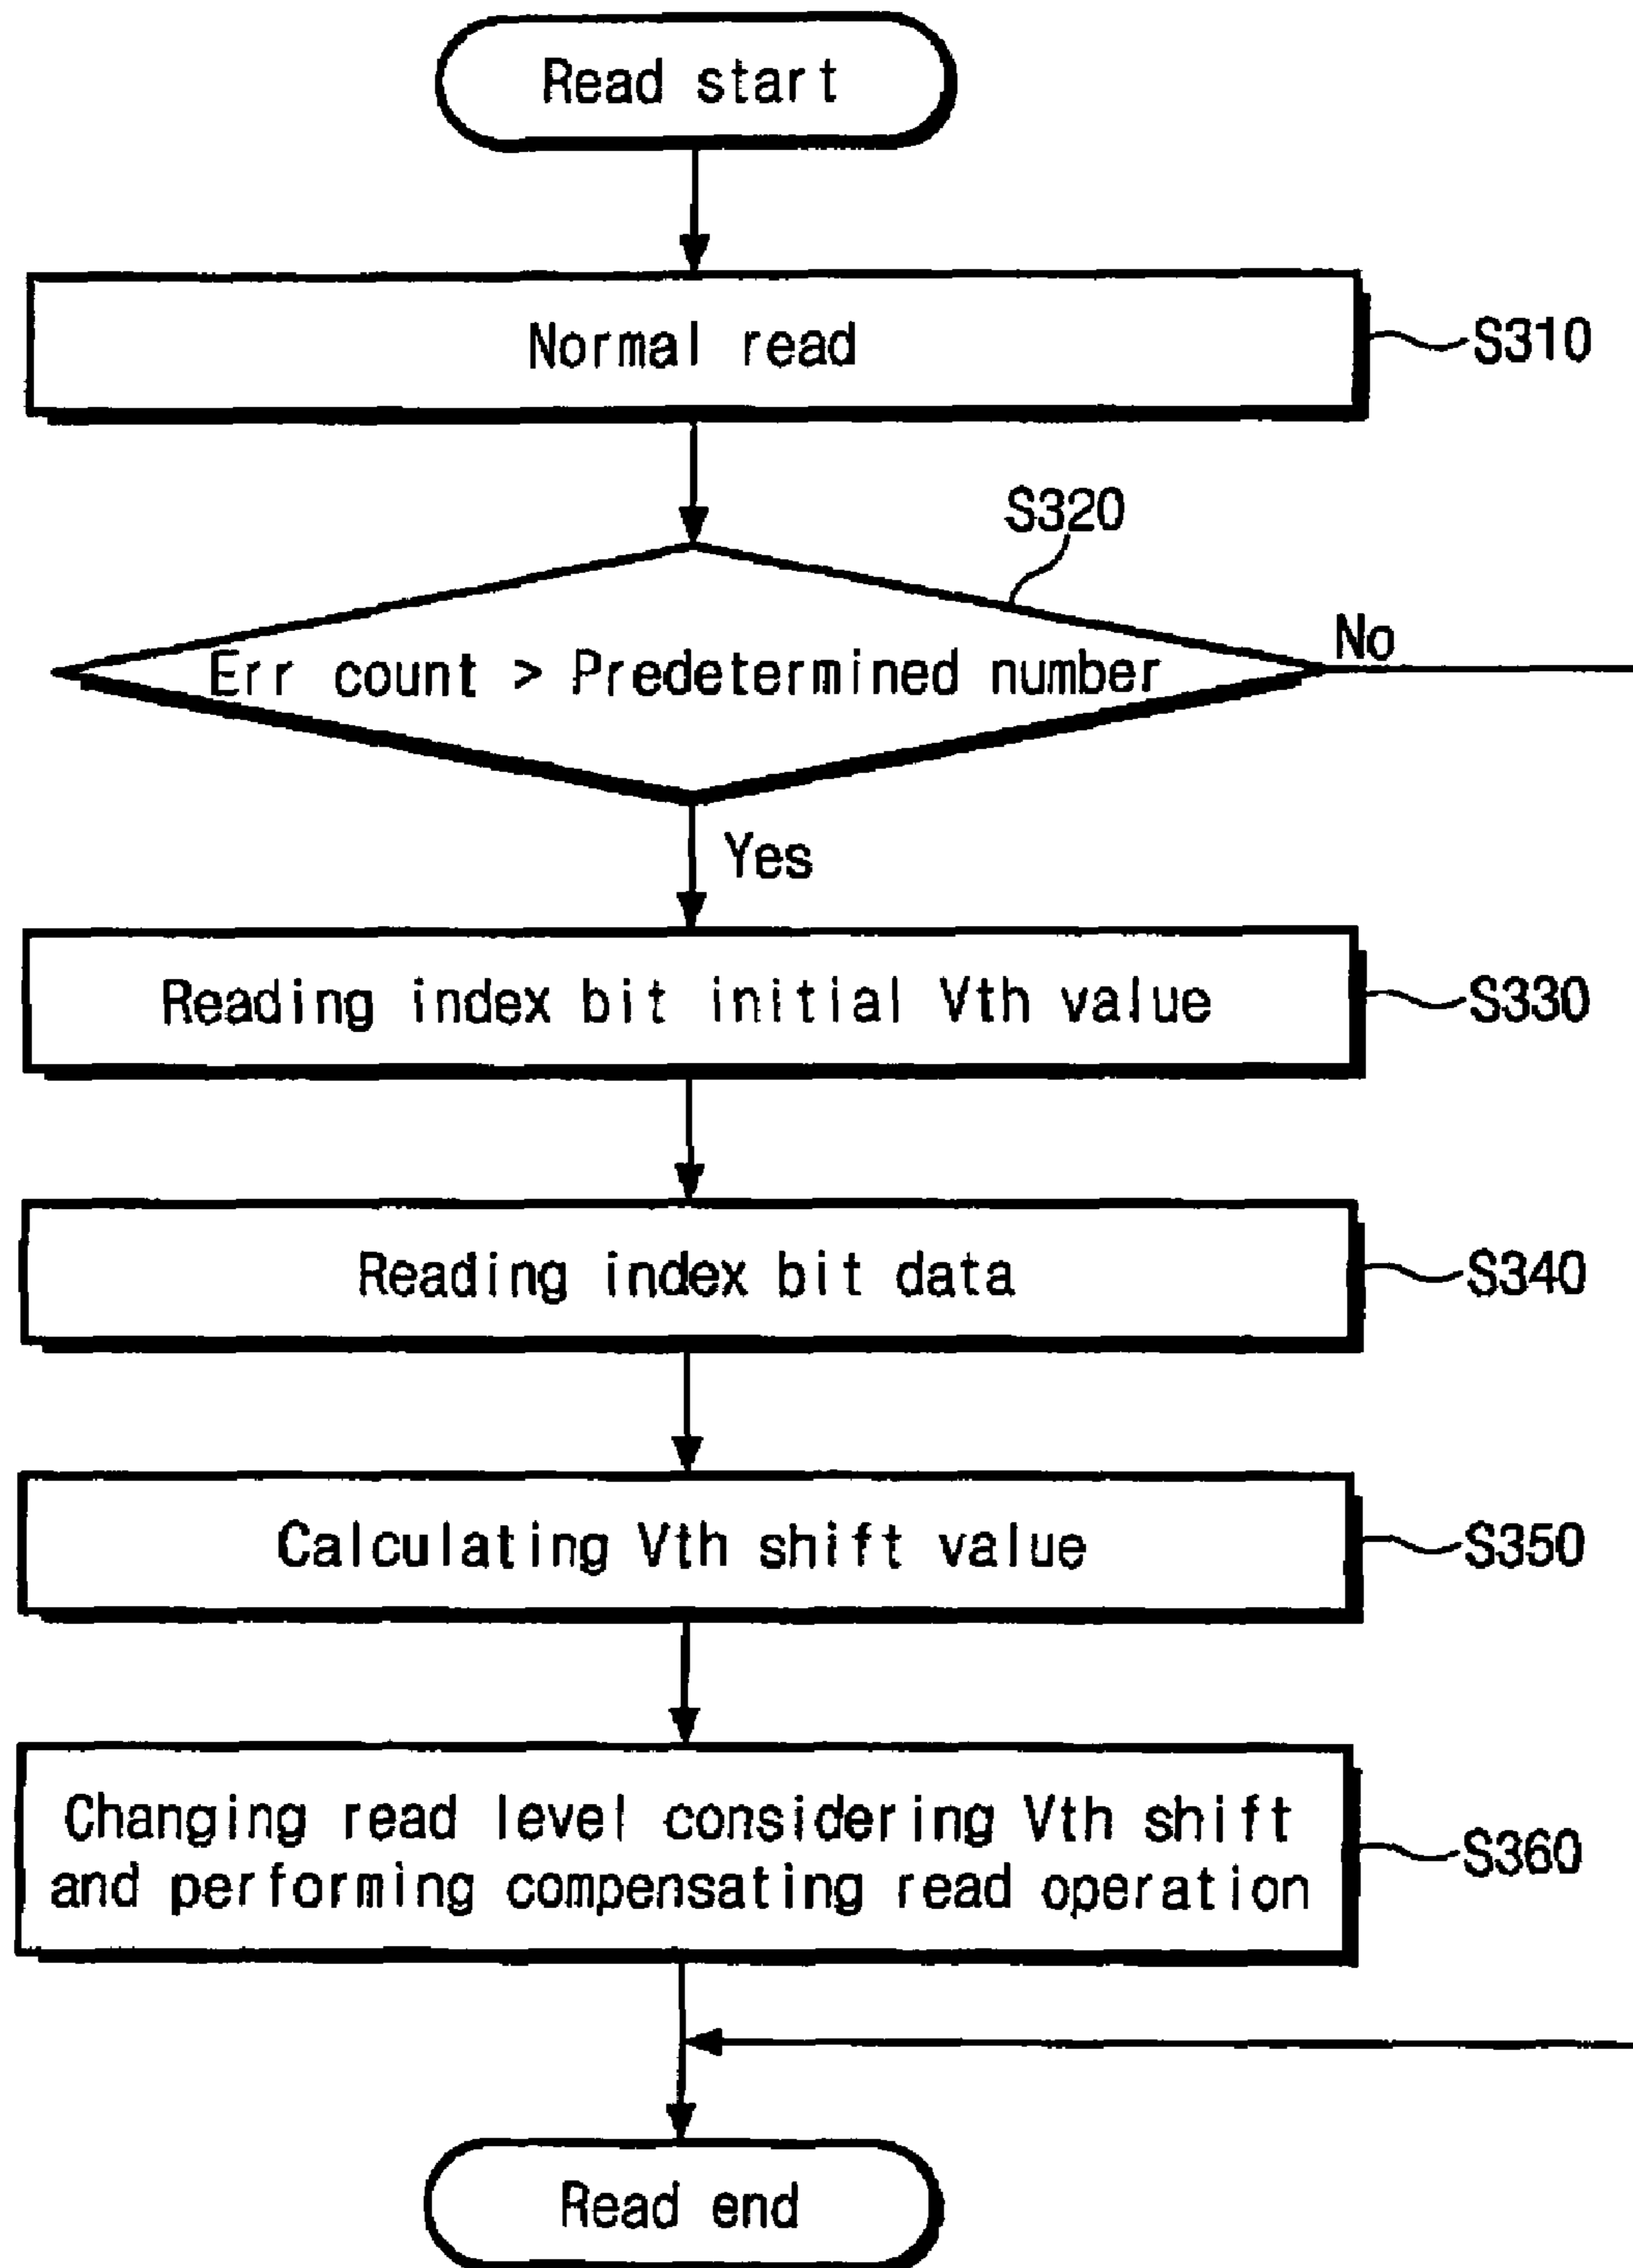 Read start
Normal read
S310
S320
Err count > Predetermined number
No
Yes
Reading index bit initial Vth value
S330
Reading index bit data
S340
Calculating Vth shift value
S350
Changing read level considering Vth shift
and performing compensating read operation
S360
Read end